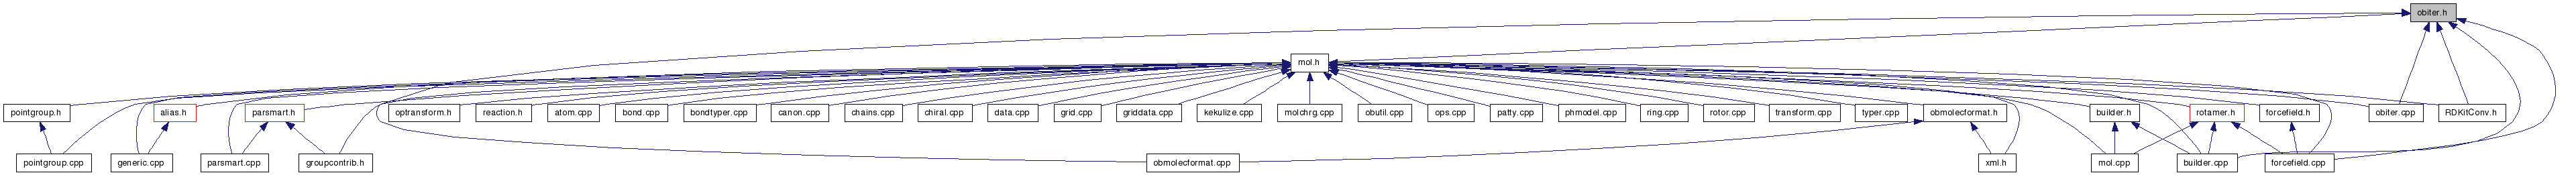 obiter.h
mol.h
pointgroup.h
alias.h
parsmart.h
optransform.h
reaction.h
atom.cpp
bond.cpp
bondtyper.cpp
canon.cpp
chains.cpp
chiral.cpp
data.cpp
grid.cpp
griddata.cpp
kekulize.cpp
molchrg.cpp
obutil.cpp
ops.cpp
patty.cpp
phmodel.cpp
ring.cpp
rotor.cpp
transform.cpp
typer.cpp
obmolecformat.h
builder.h
rotamer.h
forcefield.h
obiter.cpp
RDKitConv.h
pointgroup.cpp
generic.cpp
parsmart.cpp
groupcontrib.h
obmolecformat.cpp
xml.h
mol.cpp
builder.cpp
forcefield.cpp